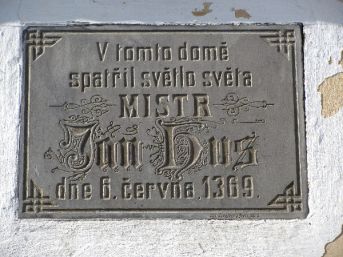 V tomto domě
spatřil světlo světa
MISTR
Jan Hus
dne 6. června 1369.